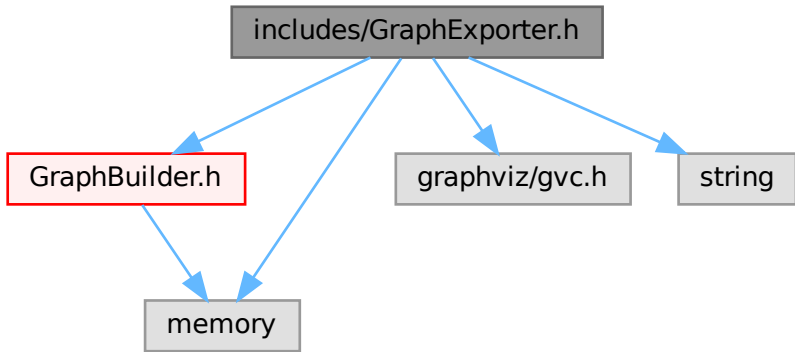 includes/GraphExporter.h
GraphBuilder.h
graphviz/gvc.h
string
memory